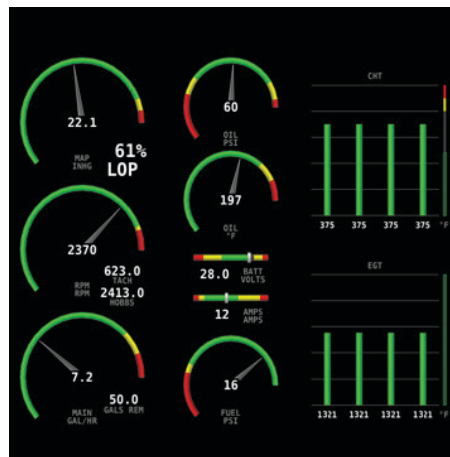 22.1
MAP
INHG
61%
LOP
2370
RPM
RPM
623.0
TACH
2413.0
HOBBS
7.2
MAIN
GAL/HR
50.0
GALS REM
60
OIL
PSI
197
OIL
°F
28.0 BATT
VOLTS
12 AMPS
AMPS
16
FUEL
PSI
CHT
375 375 375 375 °F
EGT
1321 1321 1321 1321 °F